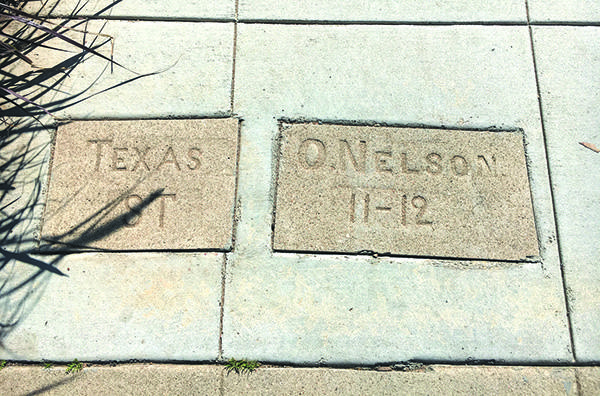 TEXAS
ST
O. NELSON.
11-12